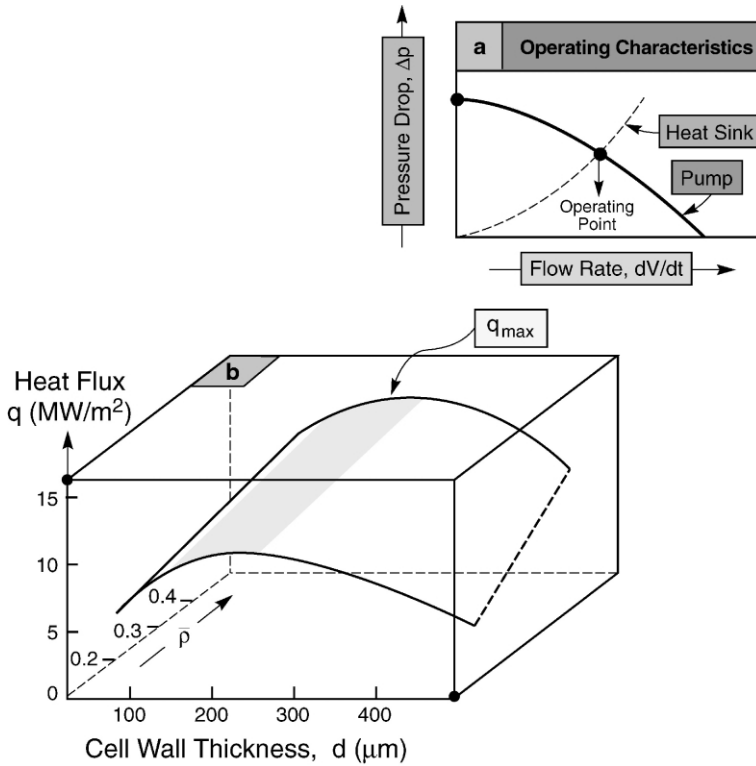 a
Operating Characteristics
Pressure Drop, Δp
Heat Sink
Pump
Operating
Point
Flow Rate, dV/dt
q_max
b
Heat Flux
q (MW/m²)
15
10
5
0
0.4
0.3
0.2
ρ̄
100 200 300 400
Cell Wall Thickness, d (μm)